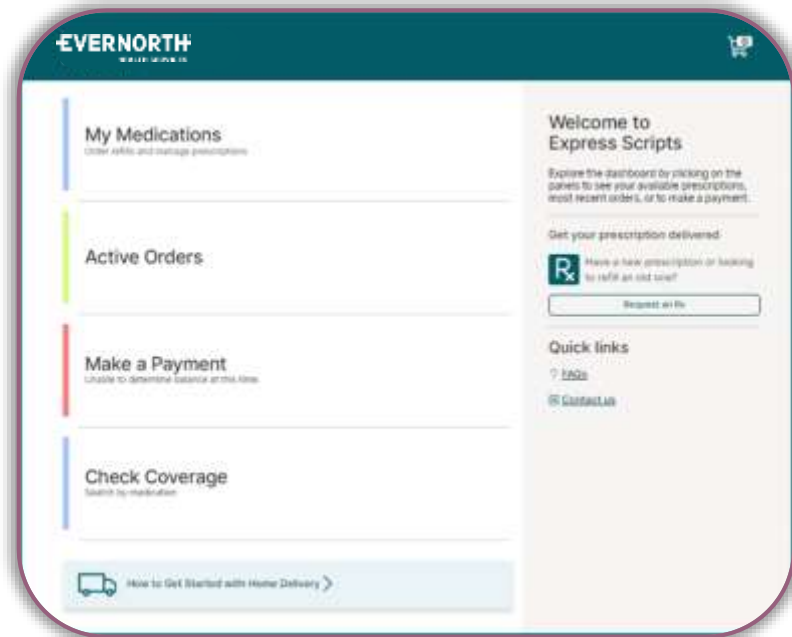 EVERNORTH
My Medications
Order refills and manage prescriptions
Active Orders
Make a Payment
Unable to determine balance at this time
Check Coverage
Search by medication
How to Get Started with Home Delivery
Welcome to
Express Scripts
Explore the dashboard by clicking on the
panels to see your available prescriptions,
most recent orders, or to make a payment.
Get your prescription delivered
Rx
Have a new prescription or looking
to refill an old one?
Request an Rx
Quick links
FAQs
Contact us